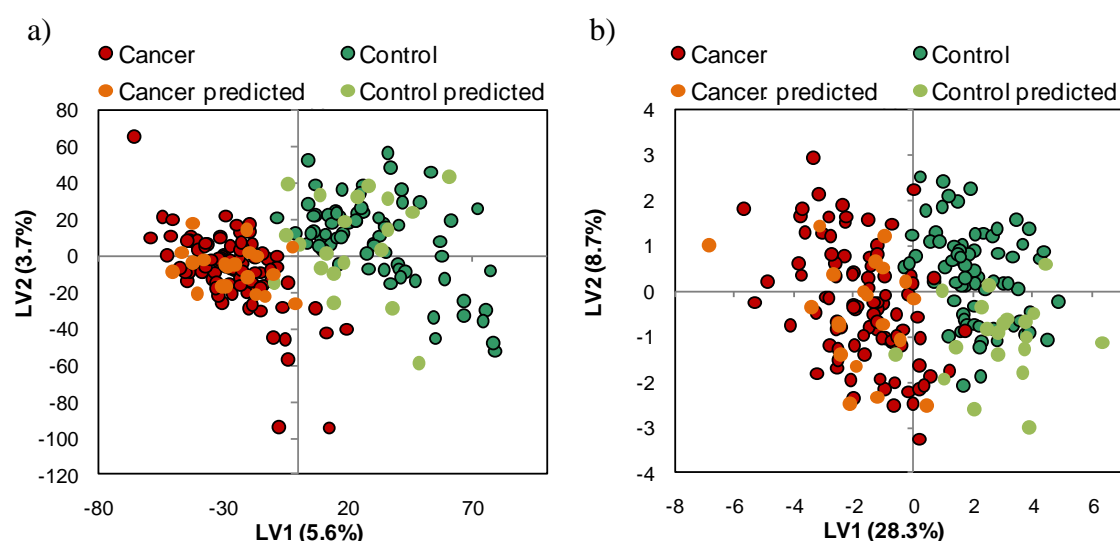 a)
Cancer
Control
Cancer predicted
Control predicted
80
60
40
20
0
-20
-40
-60
-80
-100
-120
LV2 (3.7%)
-80
-30
20
70
LV1 (5.6%)
b)
Cancer
Control
Cancer predicted
Control predicted
4
3
2
1
0
-1
-2
-3
-4
LV2 (8.7%)
-8
-6
-4
-2
0
2
4
6
LV1 (28.3%)